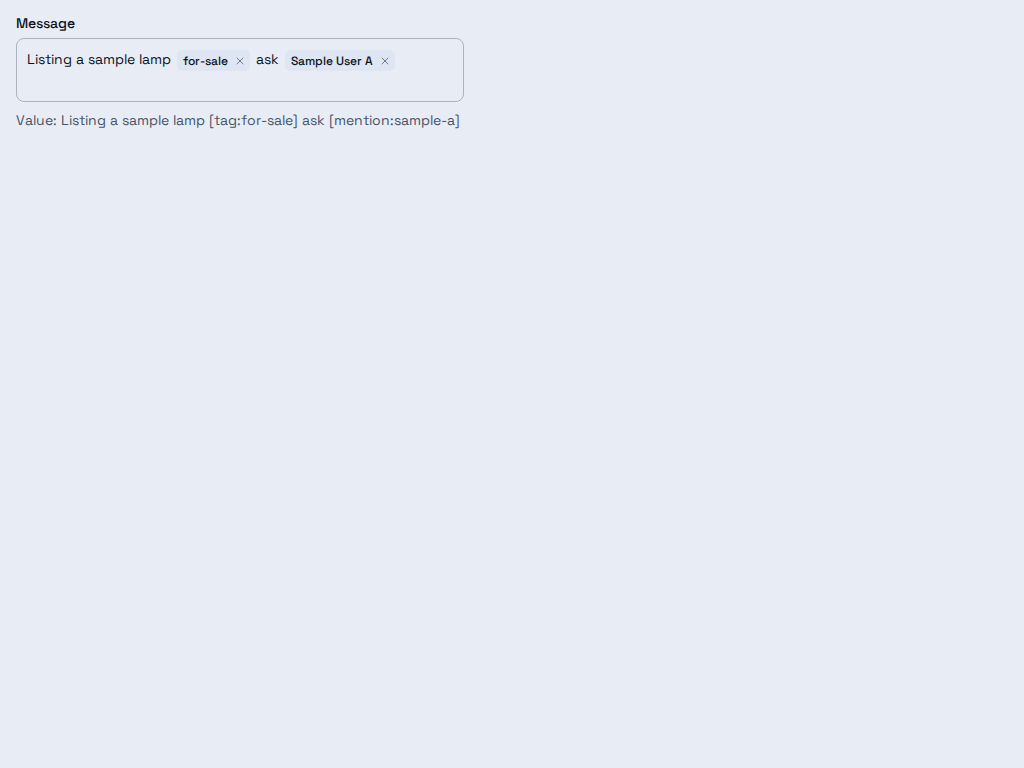 Message
Listing a sample lamp for-sale × ask Sample User A ×
Value: Listing a sample lamp [tag:for-sale] ask [mention:sample-a]